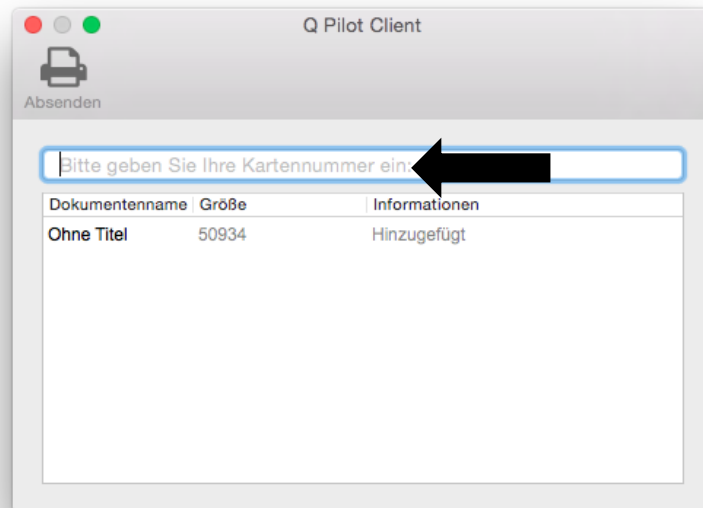 Q Pilot Client
Absenden
Bitte geben Sie Ihre Kartennummer ein:
Dokumentenname Größe Informationen
Ohne Titel 50934 Hinzugefügt